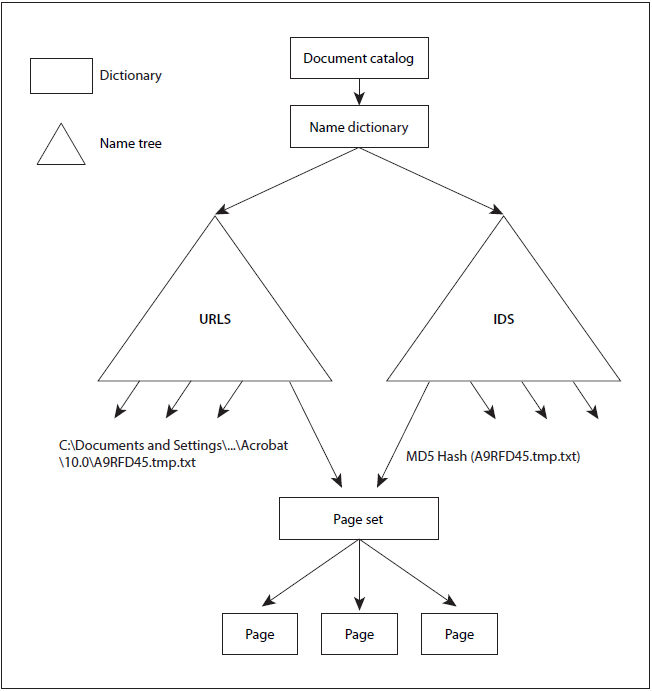 Document catalog
Dictionary
Name dictionary
Name tree
URLS
IDS
C:\Documents and Settings\...\Acrobat
\10.0\A9RFD45.tmp.txt
MD5 Hash (A9RFD45.tmp.txt)
Page set
Page
Page
Page